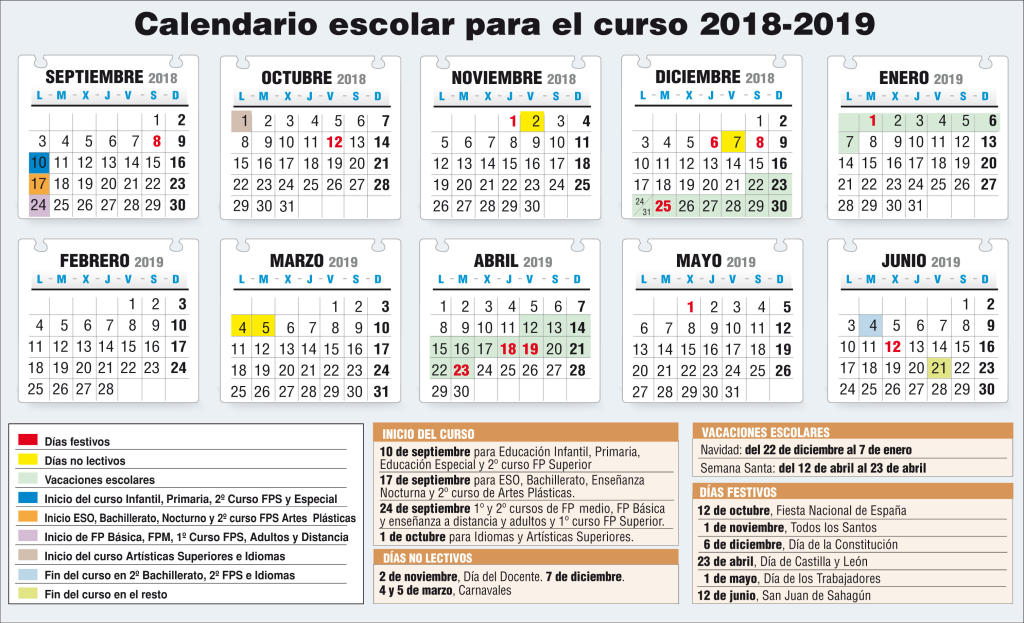 Calendario escolar para el curso 2018-2019
SEPTIEMBRE 2018
L - M - X - J - V - S - D
1 2
3 4 5 6 7 8 9
10 11 12 13 14 15 16
17 18 19 20 21 22 23
24 25 26 27 28 29 30
OCTUBRE 2018
L - M - X - J - V - S - D
1 2 3 4 5 6 7
8 9 10 11 12 13 14
15 16 17 18 19 20 21
22 23 24 25 26 27 28
29 30 31
NOVIEMBRE 2018
L - M - X - J - V - S - D
1 2 3 4
5 6 7 8 9 10 11
12 13 14 15 16 17 18
19 20 21 22 23 24 25
26 27 28 29 30
DICIEMBRE 2018
L - M - X - J - V - S - D
1 2
3 4 5 6 7 8 9
10 11 12 13 14 15 16
17 18 19 20 21 22 23
24/31 25 26 27 28 29 30
ENERO 2019
L - M - X - J - V - S - D
1 2 3 4 5 6
7 8 9 10 11 12 13
14 15 16 17 18 19 20
21 22 23 24 25 26 27
28 29 30 31
FEBRERO 2019
L - M - X - J - V - S - D
1 2 3
4 5 6 7 8 9 10
11 12 13 14 15 16 17
18 19 20 21 22 23 24
25 26 27 28
MARZO 2019
L - M - X - J - V - S - D
1 2 3
4 5 6 7 8 9 10
11 12 13 14 15 16 17
18 19 20 21 22 23 24
25 26 27 28 29 30 31
ABRIL 2019
L - M - X - J - V - S - D
1 2 3 4 5 6 7
8 9 10 11 12 13 14
15 16 17 18 19 20 21
22 23 24 25 26 27 28
29 30
MAYO 2019
L - M - X - J - V - S - D
1 2 3 4 5
6 7 8 9 10 11 12
13 14 15 16 17 18 19
20 21 22 23 24 25 26
27 28 29 30 31
JUNIO 2019
L - M - X - J - V - S - D
1 2
3 4 5 6 7 8 9
10 11 12 13 14 15 16
17 18 19 20 21 22 23
24 25 26 27 28 29 30
Días festivos
Días no lectivos
Vacaciones escolares
Inicio del curso Infantil, Primaria, 2º Curso FPS y Especial
Inicio ESO, Bachillerato, Nocturno y 2º curso FPS Artes Plásticas
Inicio de FP Básica, FPM, 1º Curso FPS, Adultos y Distancia
Inicio del curso Artísticas Superiores e Idiomas
Fin del curso en 2º Bachillerato, 2º FPS e Idiomas
Fin del curso en el resto
INICIO DEL CURSO
10 de septiembre para Educación Infantil, Primaria,
Educación Especial y 2º curso FP Superior
17 de septiembre para ESO, Bachillerato, Enseñanza
Nocturna y 2º curso de Artes Plásticas.
24 de septiembre 1º y 2º cursos de FP medio, FP Básica
y enseñanza a distancia y adultos y 1º curso FP Superior.
1 de octubre para Idiomas y Artísticas Superiores.
DÍAS NO LECTIVOS
2 de noviembre, Día del Docente. 7 de diciembre.
4 y 5 de marzo, Carnavales
VACACIONES ESCOLARES
Navidad: del 22 de diciembre al 7 de enero
Semana Santa: del 12 de abril al 23 de abril
DÍAS FESTIVOS
12 de octubre, Fiesta Nacional de España
1 de noviembre, Todos los Santos
6 de diciembre, Día de la Constitución
23 de abril, Día de Castilla y León
1 de mayo, Día de los Trabajadores
12 de junio, San Juan de Sahagún